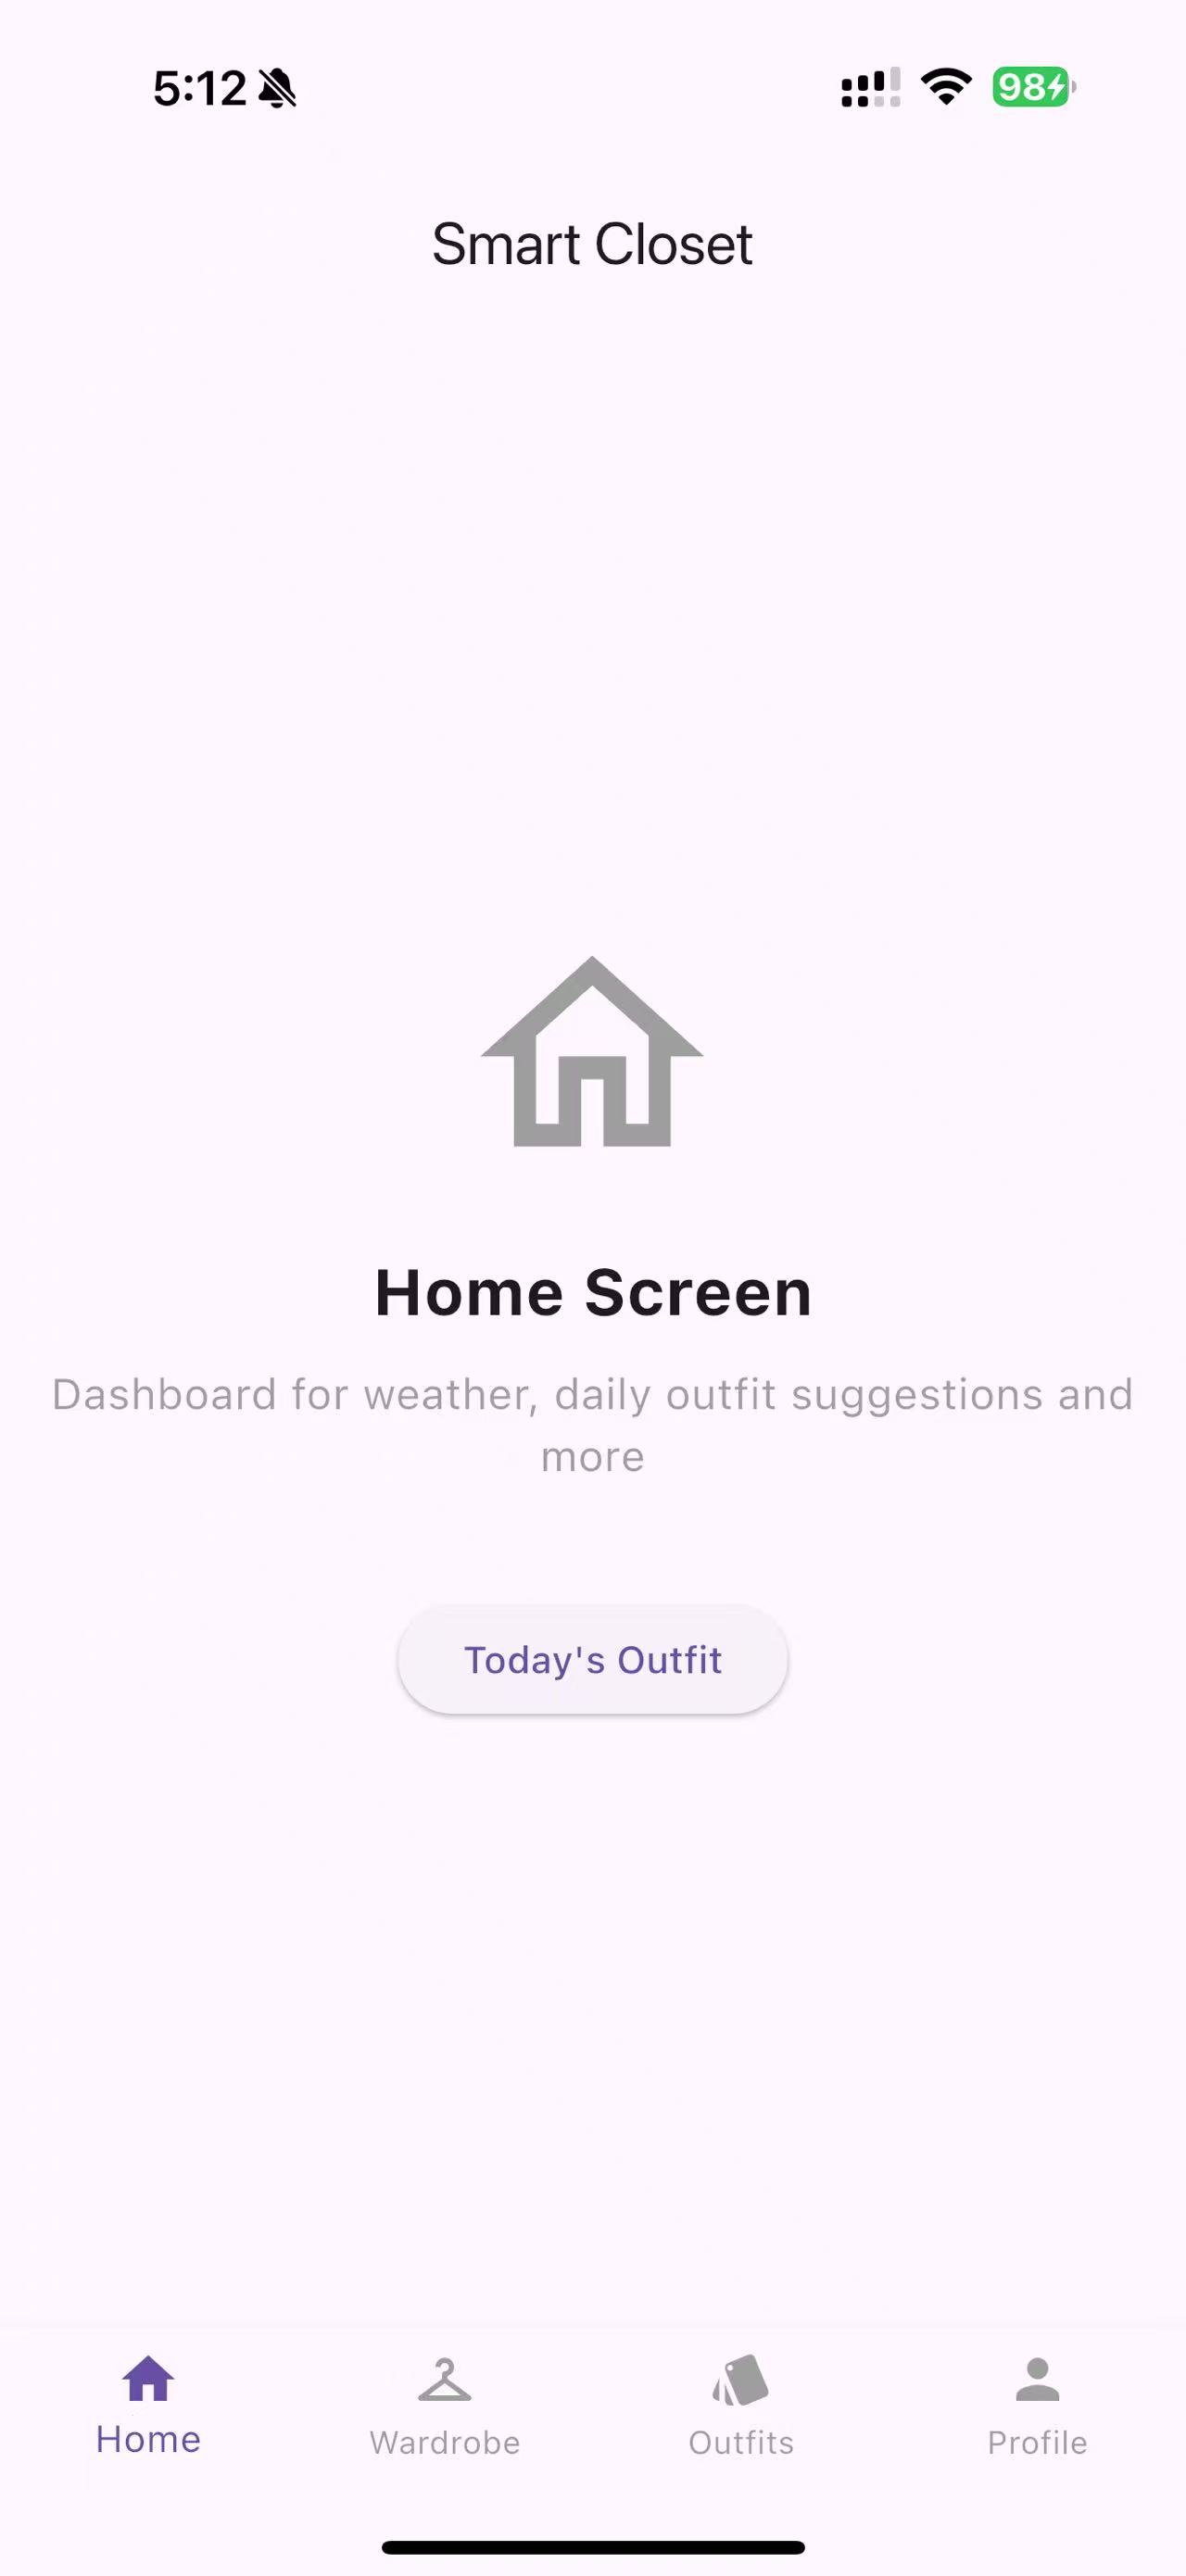 5:12
98
Smart Closet
Home Screen
Dashboard for weather, daily outfit suggestions and
more
Today's Outfit
Home
Wardrobe
Outfits
Profile